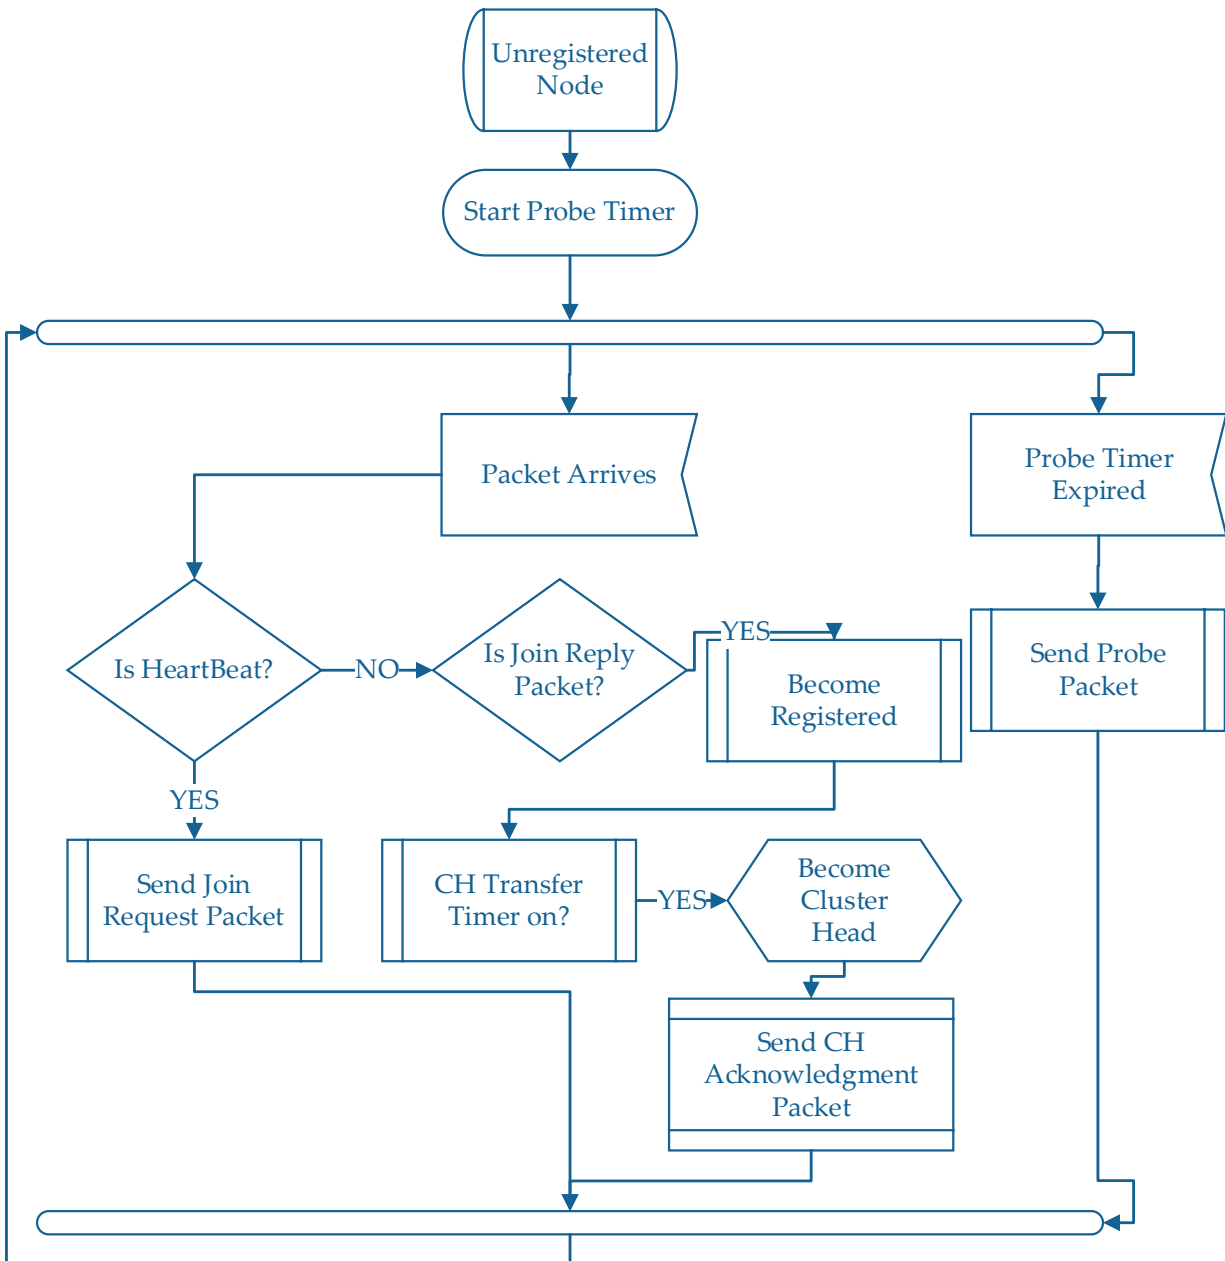 Unregistered
Node
Start Probe Timer
Packet Arrives
Probe Timer
Expired
Is HeartBeat?
NO
Is Join Reply
Packet?
YES
Become
Registered
Send Probe
Packet
YES
Send Join
Request Packet
CH Transfer
Timer on?
YES
Become
Cluster
Head
Send CH
Acknowledgment
Packet